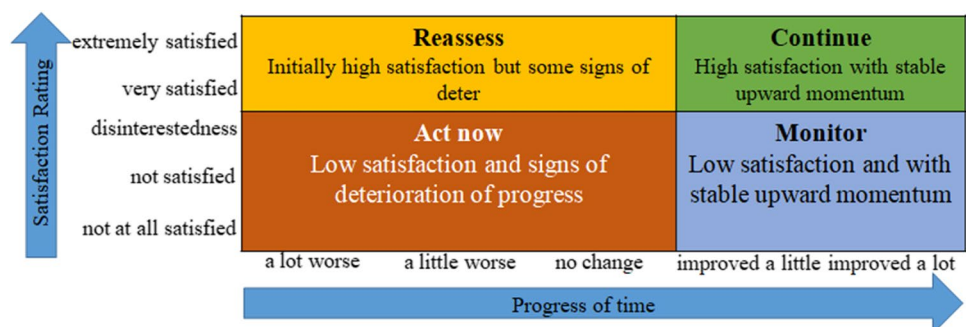 Satisfaction Rating
extremely satisfied
very satisfied
disinterestedness
not satisfied
not at all satisfied
Reassess
Initially high satisfaction but some signs of
deter
Continue
High satisfaction with stable
upward momentum
Act now
Low satisfaction and signs of
deterioration of progress
Monitor
Low satisfaction and with
stable upward momentum
a lot worse a little worse no change improved a little improved a lot
Progress of time